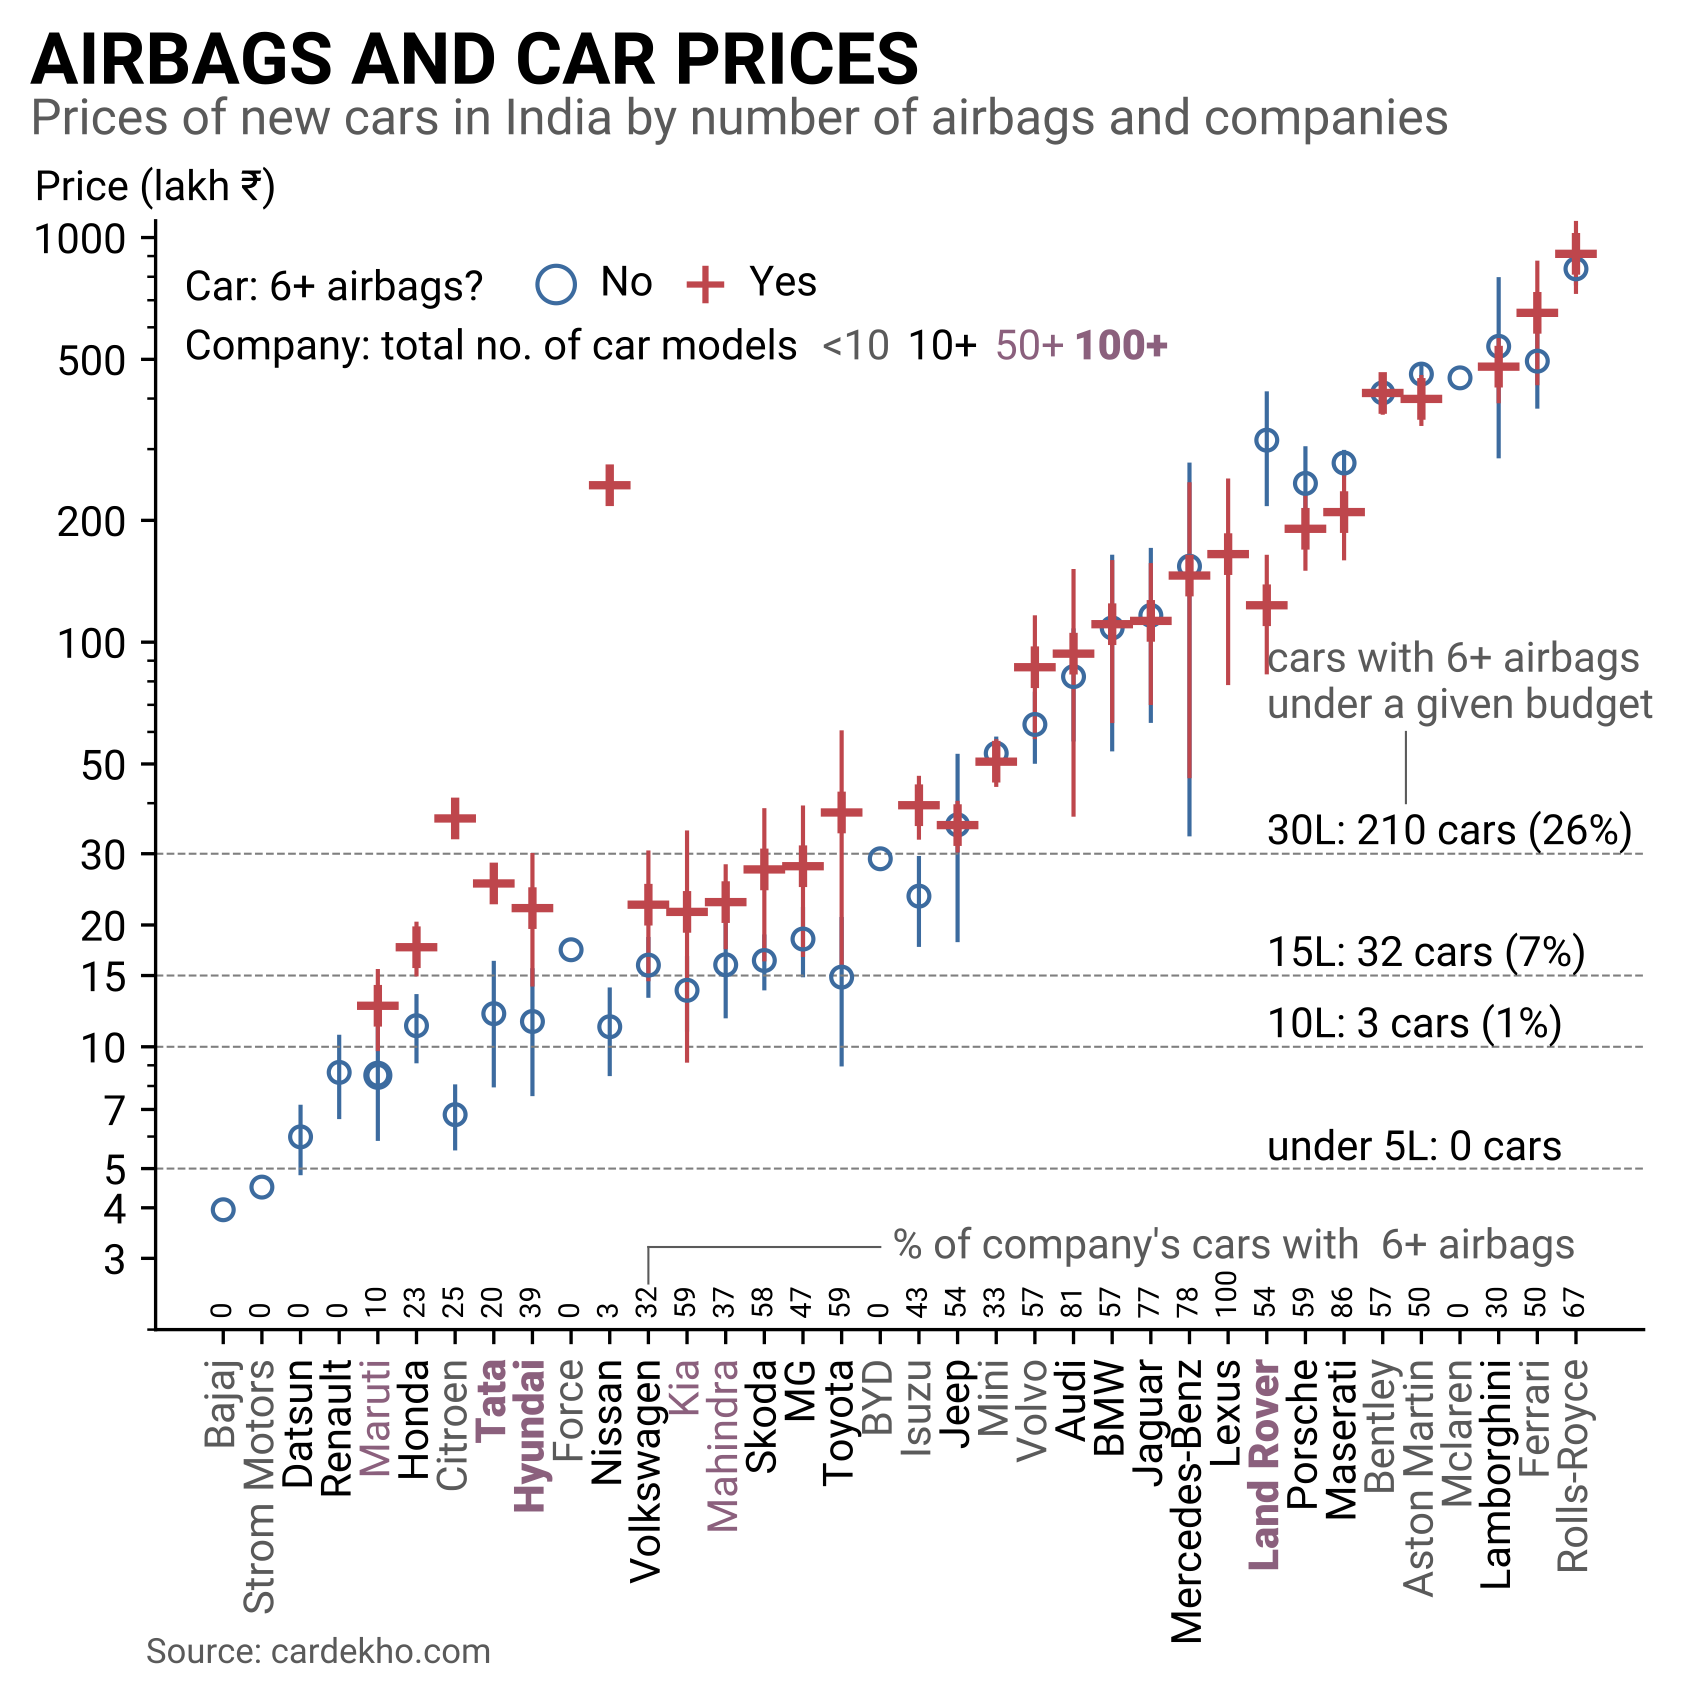 AIRBAGS AND CAR PRICES
Prices of new cars in India by number of airbags and companies
Price (lakh ₹)
1000
500
200
100
50
30
20
15
10
7
5
4
3
Car: 6+ airbags? No Yes
Company: total no. of car models <10 10+ 50+ 100+
cars with 6+ airbags
under a given budget
30L: 210 cars (26%)
15L: 32 cars (7%)
10L: 3 cars (1%)
under 5L: 0 cars
% of company's cars with 6+ airbags
0 0 0 0 10 23 25 20 39 0 3 32 59 37 58 47 59 0 43 54 33 57 81 57 77 78 100 54 59 86 57 50 0 30 50 67
Bajaj
Strom Motors
Datsun
Renault
Maruti
Honda
Citroen
Tata
Hyundai
Force
Nissan
Volkswagen
Kia
Mahindra
Skoda
MG
Toyota
BYD
Isuzu
Jeep
Mini
Volvo
Audi
BMW
Jaguar
Mercedes-Benz
Lexus
Land Rover
Porsche
Maserati
Bentley
Aston Martin
Mclaren
Lamborghini
Ferrari
Rolls-Royce
Source: cardekho.com